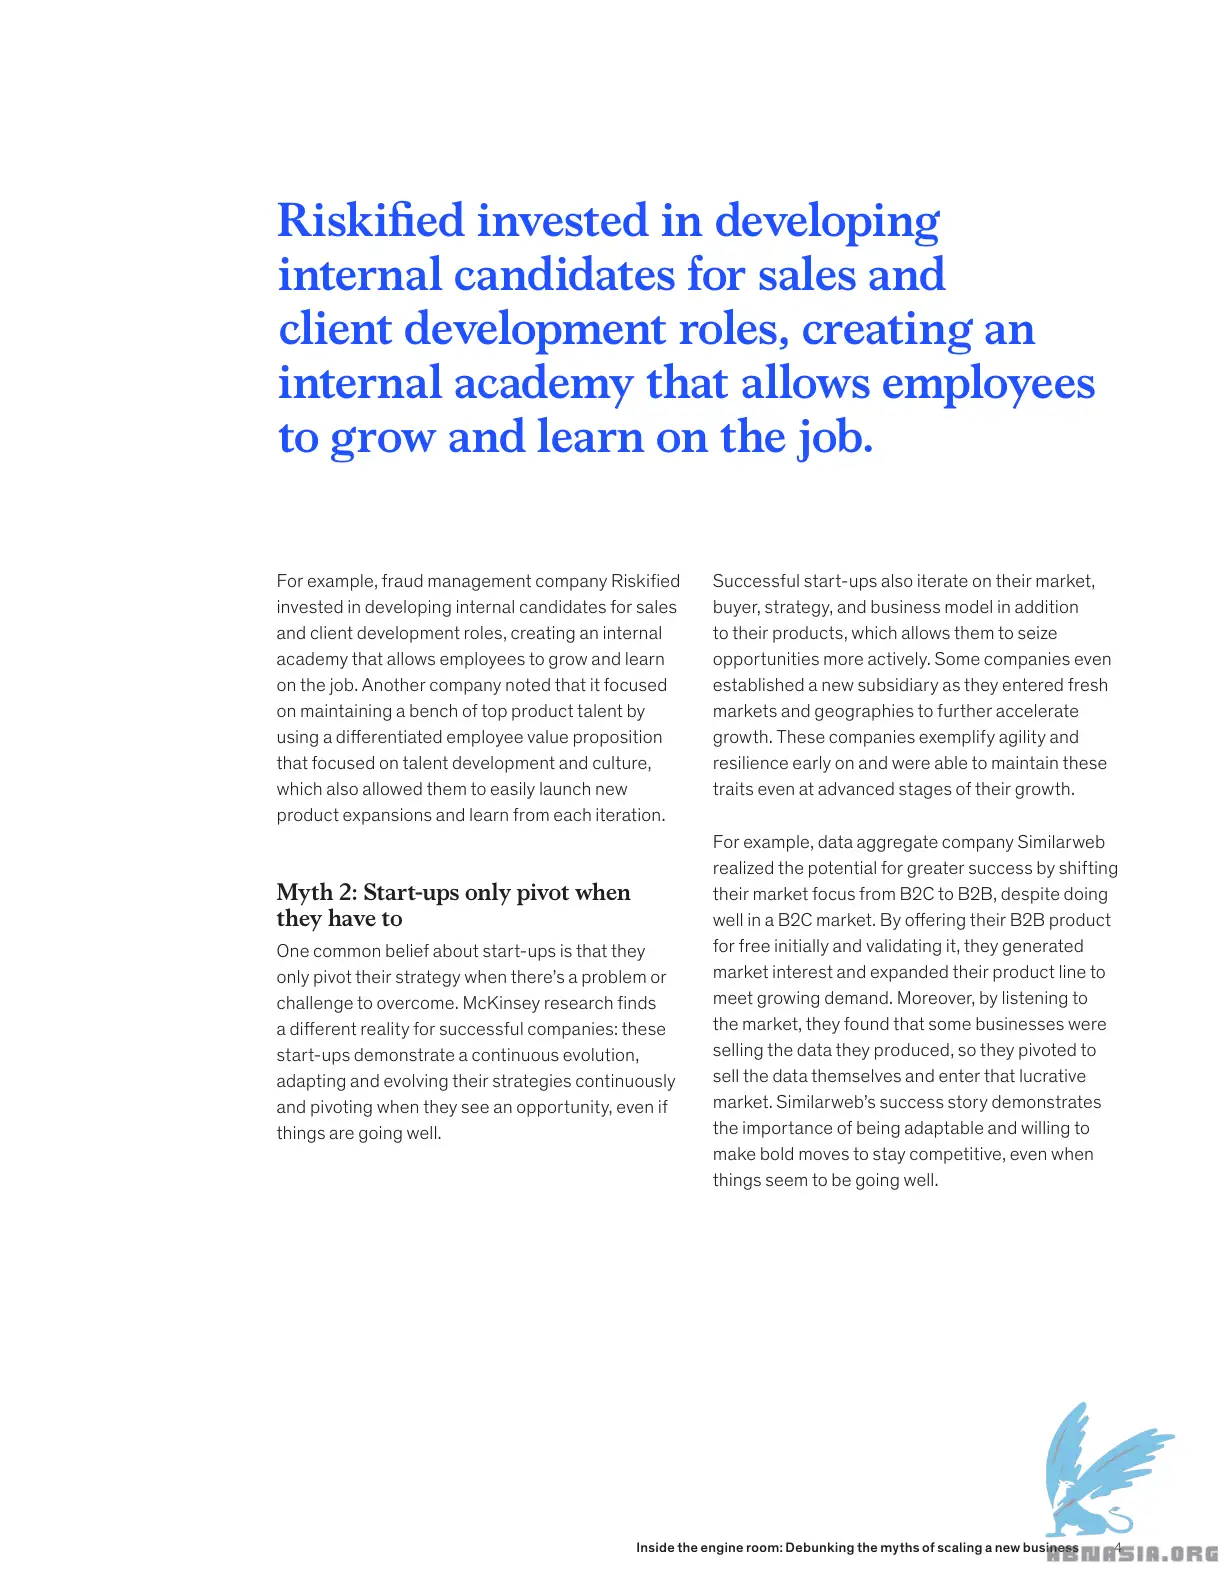 Riskified invested in developing
internal candidates for sales and
client development roles, creating an
internal academy that allows employees
to grow and learn on the job.
For example, fraud management company Riskified
invested in developing internal candidates for sales
and client development roles, creating an internal
academy that allows employees to grow and learn
on the job. Another company noted that it focused
on maintaining a bench of top product talent by
using a differentiated employee value proposition
that focused on talent development and culture,
which also allowed them to easily launch new
product expansions and learn from each iteration.
Myth 2: Start-ups only pivot when
they have to
One common belief about start-ups is that they
only pivot their strategy when there's a problem or
challenge to overcome. McKinsey research finds
a different reality for successful companies: these
start-ups demonstrate a continuous evolution,
adapting and evolving their strategies continuously
and pivoting when they see an opportunity, even if
things are going well.
Successful start-ups also iterate on their market,
buyer, strategy, and business model in addition
to their products, which allows them to seize
opportunities more actively. Some companies even
established a new subsidiary as they entered fresh
markets and geographies to further accelerate
growth. These companies exemplify agility and
resilience early on and were able to maintain these
traits even at advanced stages of their growth.
For example, data aggregate company Similarweb
realized the potential for greater success by shifting
their market focus from B2C to B2B, despite doing
well in a B2C market. By offering their B2B product
for free initially and validating it, they generated
market interest and expanded their product line to
meet growing demand. Moreover, by listening to
the market, they found that some businesses were
selling the data they produced, so they pivoted to
sell the data themselves and enter that lucrative
market. Similarweb's success story demonstrates
the importance of being adaptable and willing to
make bold moves to stay competitive, even when
things seem to be going well.
Inside the engine room: Debunking the myths of scaling a new business 4
ABNASIA.ORG